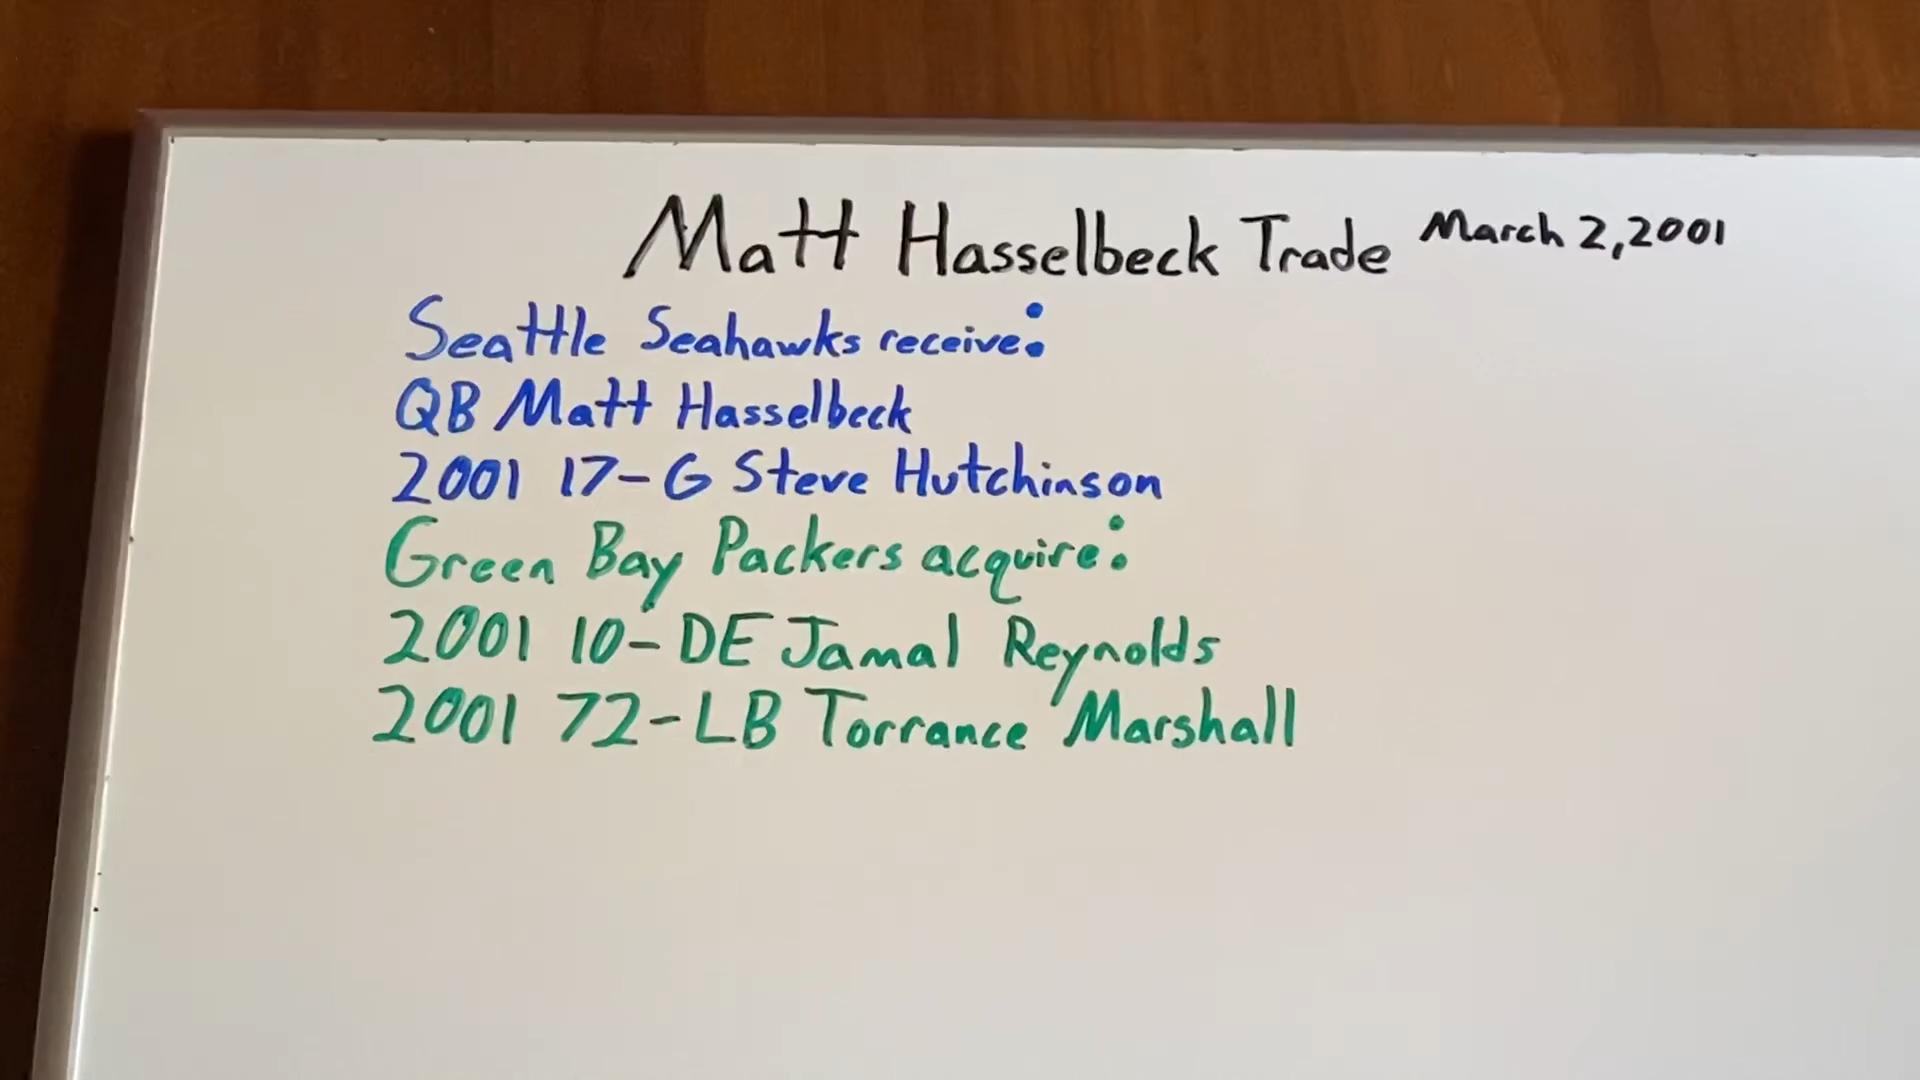 Matt Hasselbeck Trade March 2, 2001
Seattle Seahawks receive:
QB Matt Hasselbeck
2001 17-G Steve Hutchinson
Green Bay Packers acquire:
2001 10-DE Jamal Reynolds
2001 72-LB Torrance Marshall